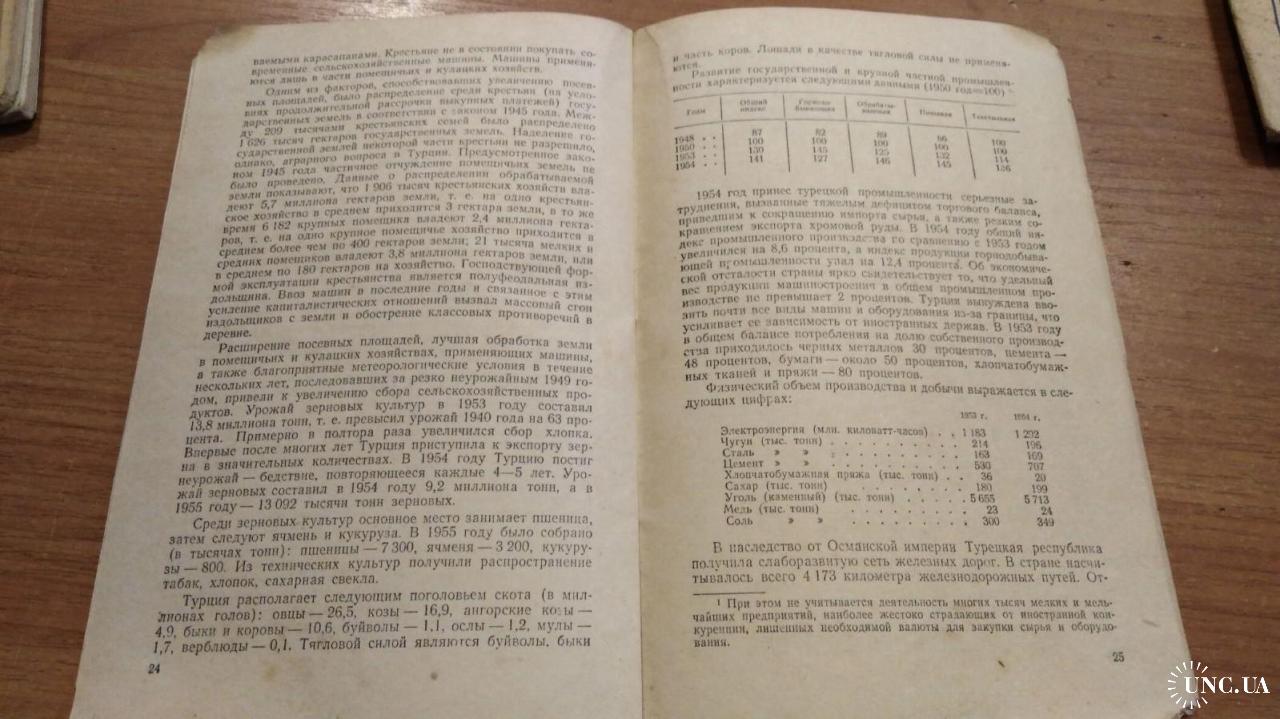 ваемыми карасапанами. Крестьяне не в состоянии покупать со-
временные сельскохозяйственные машины. Машины применя-
ются лишь в части помещичьих и кулацких хозяйств.
Одним из факторов, способствовавших увеличению посев-
ных площадей, было распределение среди крестьян (на усло-
виях продолжительной рассрочки выкупных платежей) госу-
дарственных земель в соответствии с законом 1945 года. Меж-
ду 209 тысячами крестьянских семей было распределено
1 626 тысяч гектаров государственных земель. Наделение го-
сударственной землей некоторой части крестьян не разрешило,
однако, аграрного вопроса в Турции. Предусмотренное зако-
ном 1945 года частичное отчуждение помещичьих земель не
было проведено. Данные о распределении обрабатываемой
земли показывают, что 1 906 тысяч крестьянских хозяйств вла-
деют 5,7 миллиона гектаров земли, т. е. на одно крестьян-
ское хозяйство в среднем приходится 3 гектара земли, в то же
время 6 182 крупных помещика владеют 2,4 миллиона гекта-
ров, т. е. на одно крупное помещичье хозяйство приходится в
среднем более чем по 400 гектаров земли; 21 тысяча мелких и
средних помещиков владеют 3,8 миллиона гектаров земли, или
в среднем по 180 гектаров на хозяйство. Господствующей фор-
мой эксплуатации крестьянства является полуфеодальная из-
дольщина. Ввоз машин в последние годы и связанное с этим
усиление капиталистических отношений вызвал массовый сгон
издольщиков с земли и обострение классовых противоречий в
деревне.
Расширение посевных площадей, лучшая обработка земли
в помещичьих и кулацких хозяйствах, применяющих машины,
а также благоприятные метеорологические условия в течение
нескольких лет, последовавших за резко неурожайным 1949 го-
дом, привели к увеличению сбора сельскохозяйственных про-
дуктов. Урожай зерновых культур в 1953 году составил
13,8 миллиона тонн, т. е. превысил урожай 1940 года на 63 про-
цента. Примерно в полтора раза увеличился сбор хлопка.
Впервые после многих лет Турция приступила к экспорту зер-
на в значительных количествах. В 1954 году Турцию постиг
неурожай — бедствие, повторяющееся каждые 4—5 лет. Уро-
жай зерновых составил в 1954 году 9,2 миллиона тонн, а в
1955 году — 13 092 тысячи тонн зерновых.
Среди зерновых культур основное место занимает пшеница,
затем следуют ячмень и кукуруза. В 1955 году было собрано
(в тысячах тонн): пшеницы — 7 300, ячменя — 3 200, кукуру-
зы — 800. Из технических культур получили распространение
табак, хлопок, сахарная свекла.
Турция располагает следующим поголовьем скота (в мил-
лионах голов): овцы — 26,5, козы — 16,9, ангорские козы —
4,9, быки и коровы — 10,6, буйволы — 1,1, ослы — 1,2, мулы —
1,7, верблюды — 0,1. Тягловой силой являются буйволы, быки
24
и часть коров. Лошади в качестве тягловой силы не применя-
ются.
Развитие государственной и крупной частной промышлен-
ности характеризуется следующими данными (1950 год=100)
Годы Общий индекс Горнодо-бывающая Обрабаты-вающая Пищевая Текстильная
1948 . . 87 82 89 66 100
1950 . . 100 100 100 100 100
1953 . . 130 145 125 132 114
1954 . . 141 127 146 145
1954 год принес турецкой промышленности серьезные за-
труднения, вызванные тяжелым дефицитом торгового баланса,
приведшим к сокращению импорта сырья, а также резким со-
кращением экспорта хромовой руды. В 1954 году общий ин-
декс промышленного производства по сравнению с 1953 годом
увеличился на 8,6 процента, а индекс продукции горнодобыва-
ющей промышленности упал на 12,4 процента. Об экономиче-
ской отсталости страны ярко свидетельствует то, что удельный
вес продукции машиностроения в общем промышленном про-
изводстве не превышает 2 процентов. Турция вынуждена вво-
зить почти все виды машин и оборудования из-за границы, что
усиливает ее зависимость от иностранных держав. В 1953 году
в общем балансе потребления на долю собственного производ-
ства приходилось черных металлов 30 процентов, цемента —
48 процентов, бумаги — около 50 процентов, хлопчатобумаж-
ных тканей и пряжи — 80 процентов.
Физический объем производства и добычи выражается в сле-
дующих цифрах:
1953 г. 1954 г.
Электроэнергия (млн. киловатт-часов) . . 1 183 1 292
Чугун (тыс. тонн) . . . . . . . . . 214 196
Сталь » » . . . . . . . . . 163 169
Цемент » » . . . . . . . . . 530 707
Хлопчатобумажная пряжа (тыс. тонн) . . 36 20
Сахар (тыс. тонн) . . . . . . . . . 180 199
Уголь (каменный) (тыс. тонн) . . . . . 5 655 5 713
Медь (тыс. тонн) . . . . . . . . . 23 24
Соль » » . . . . . . . . . 300 349
В наследство от Османской империи Турецкая республика
получила слаборазвитую сеть железных дорог. В стране насчи-
тывалось всего 4 173 километра железнодорожных путей. От-
1 При этом не учитывается деятельность многих тысяч мелких и мель-
чайших предприятий, наиболее жестоко страдающих от иностранной кон-
куренции, лишенных необходимой валюты для закупки сырья и оборудо-
вания.
25
UNC.UA